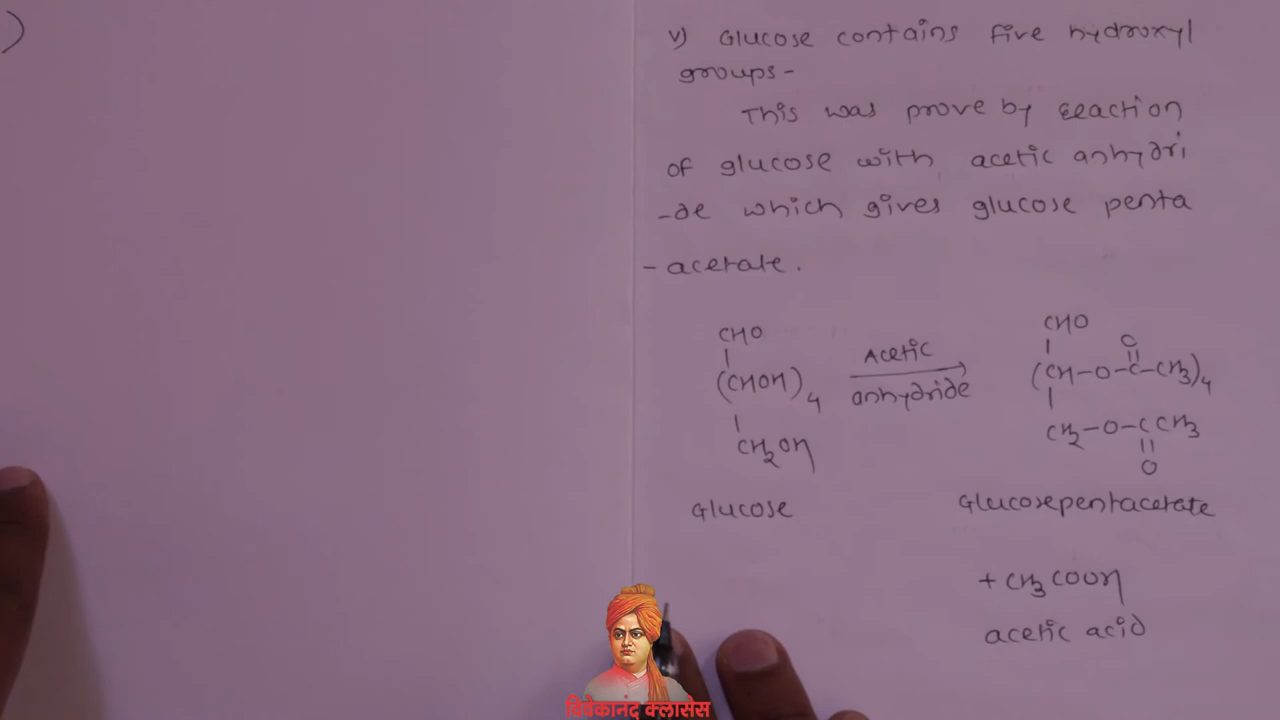 )
v) Glucose contains five hydroxyl
groups-
This was prove by reaction
of glucose with acetic anhydri
-de which gives glucose penta
-acetate.
CHO
|
(CHOH)4
|
CH2OH
Glucose
Acetic
anhydride
CHO
|
O
||
(CH-O-C-CH3)4
|
CH2-O-CCH3
||
O
Glucosepentacetate
+ CH3COOH
acetic acid
विवेकानंद क्लासेस